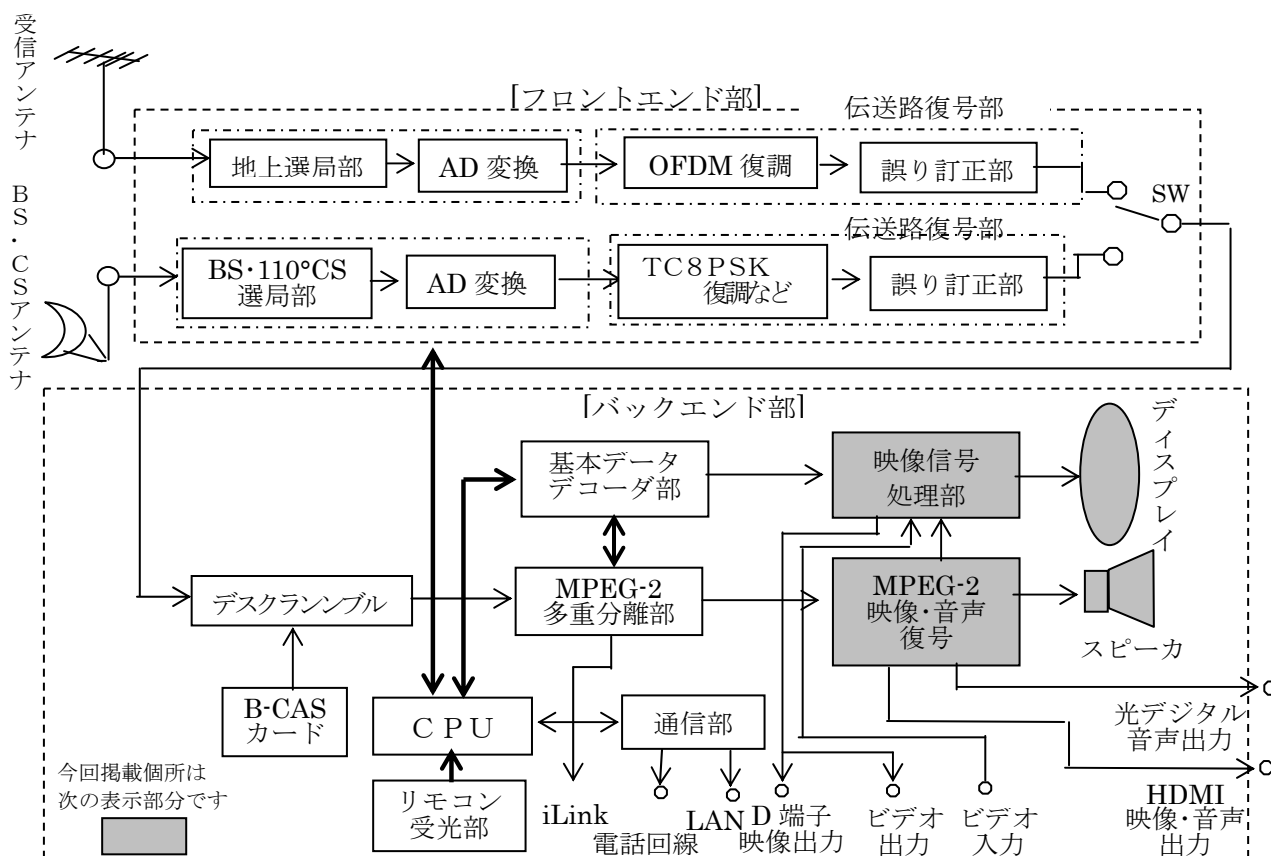 受信アンテナ
[フロントエンド部]
伝送路復号部
地上選局部
AD 変換
OFDM 復調
誤り訂正部
SW
BS・CSアンテナ
伝送路復号部
BS・110°CS
選局部
AD 変換
TC8PSK
復調など
誤り訂正部
[バックエンド部]
ディスプレイ
基本データ
デコーダ部
映像信号
処理部
デスクランンブル
MPEG-2
多重分離部
MPEG-2
映像・音声
復号
スピーカ
B-CAS
カード
CPU
通信部
光デジタル
音声出力
今回掲載個所は
次の表示部分です
リモコン
受光部
iLink
電話回線
LAN
D 端子
映像出力
ビデオ
出力
ビデオ
入力
HDMI
映像・音声
出力